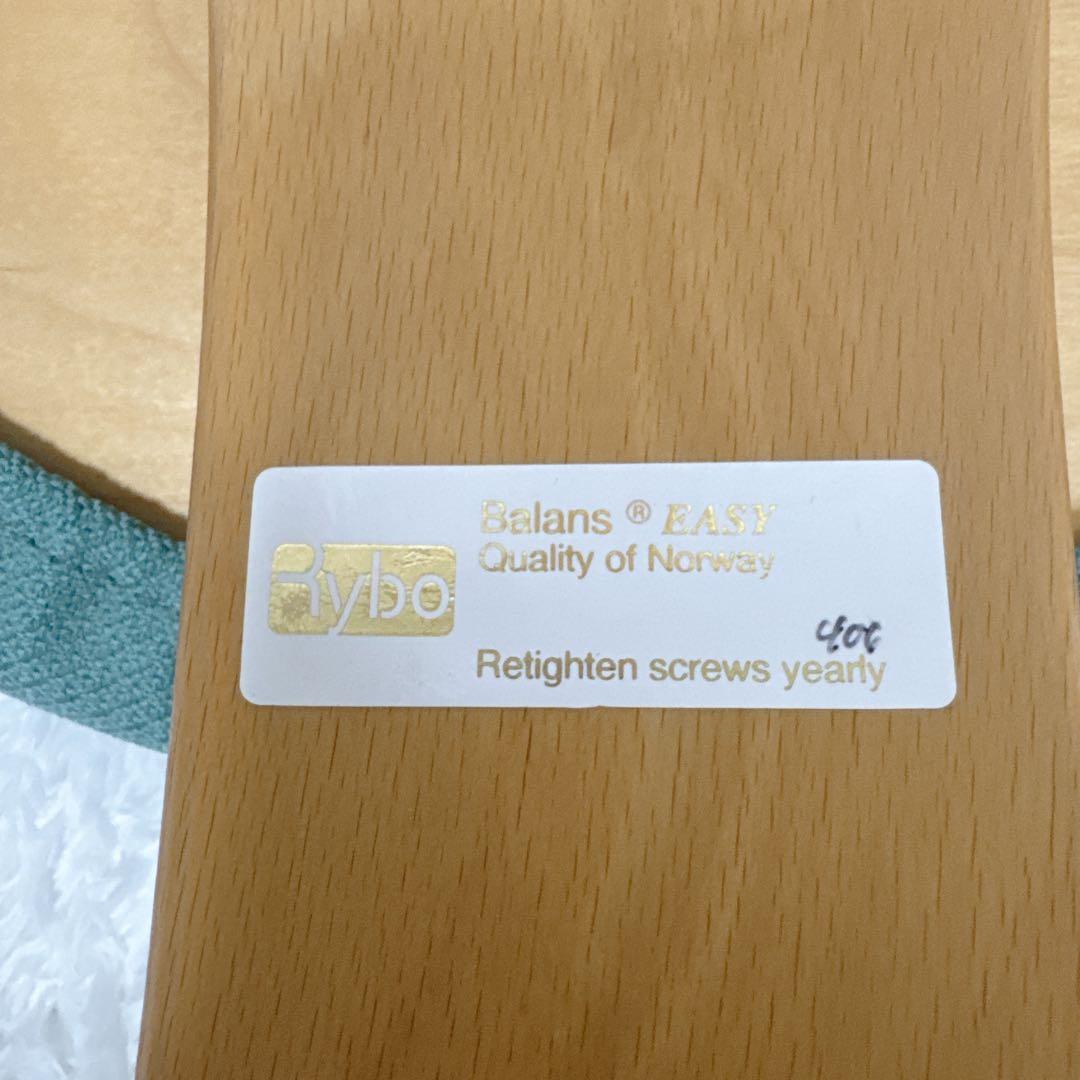 Rybo
Balans ® EASY
Quality of Norway
Retighten screws yearly